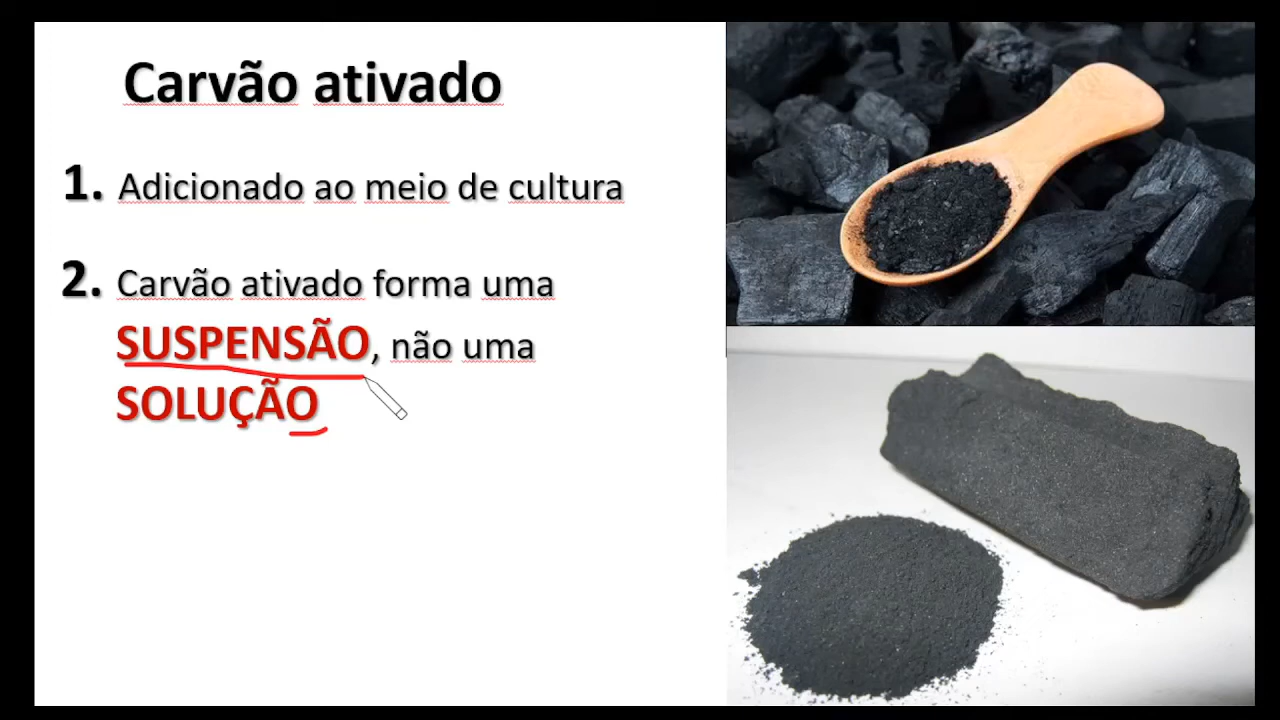 Carvão ativado
1. Adicionado ao meio de cultura
2. Carvão ativado forma uma
SUSPENSÃO, não uma
SOLUÇÃO